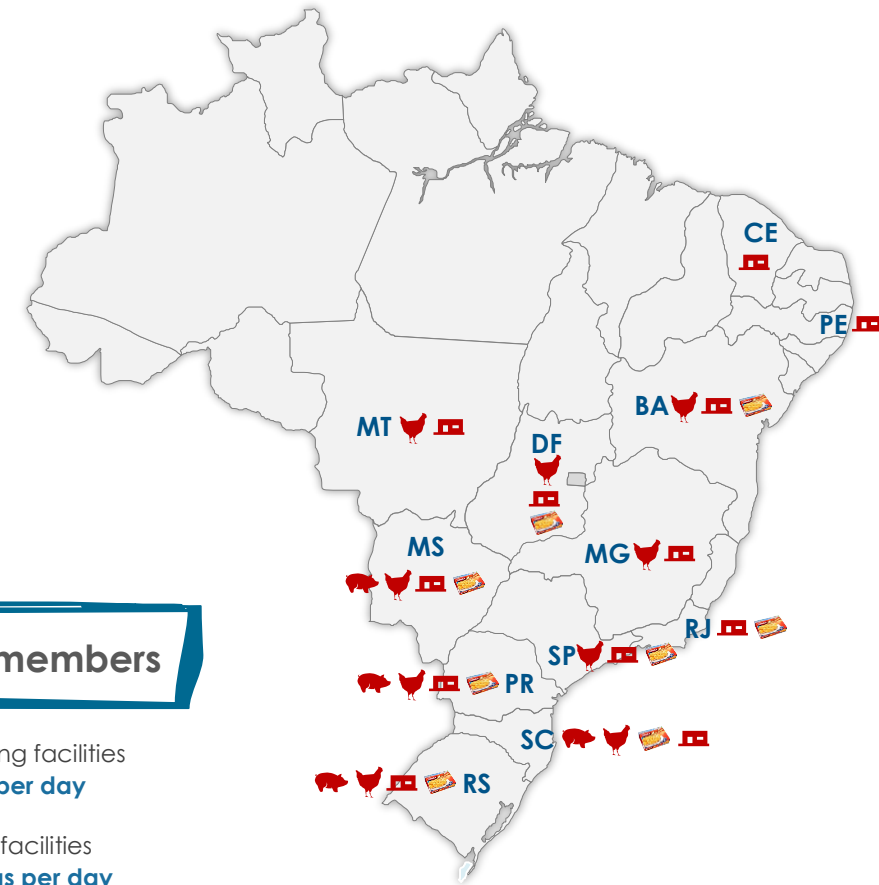 CE
PE
BA
MT
DF
MS
MG
RJ
SP
PR
members
SC
facilities
per day
RS
facilities
per day